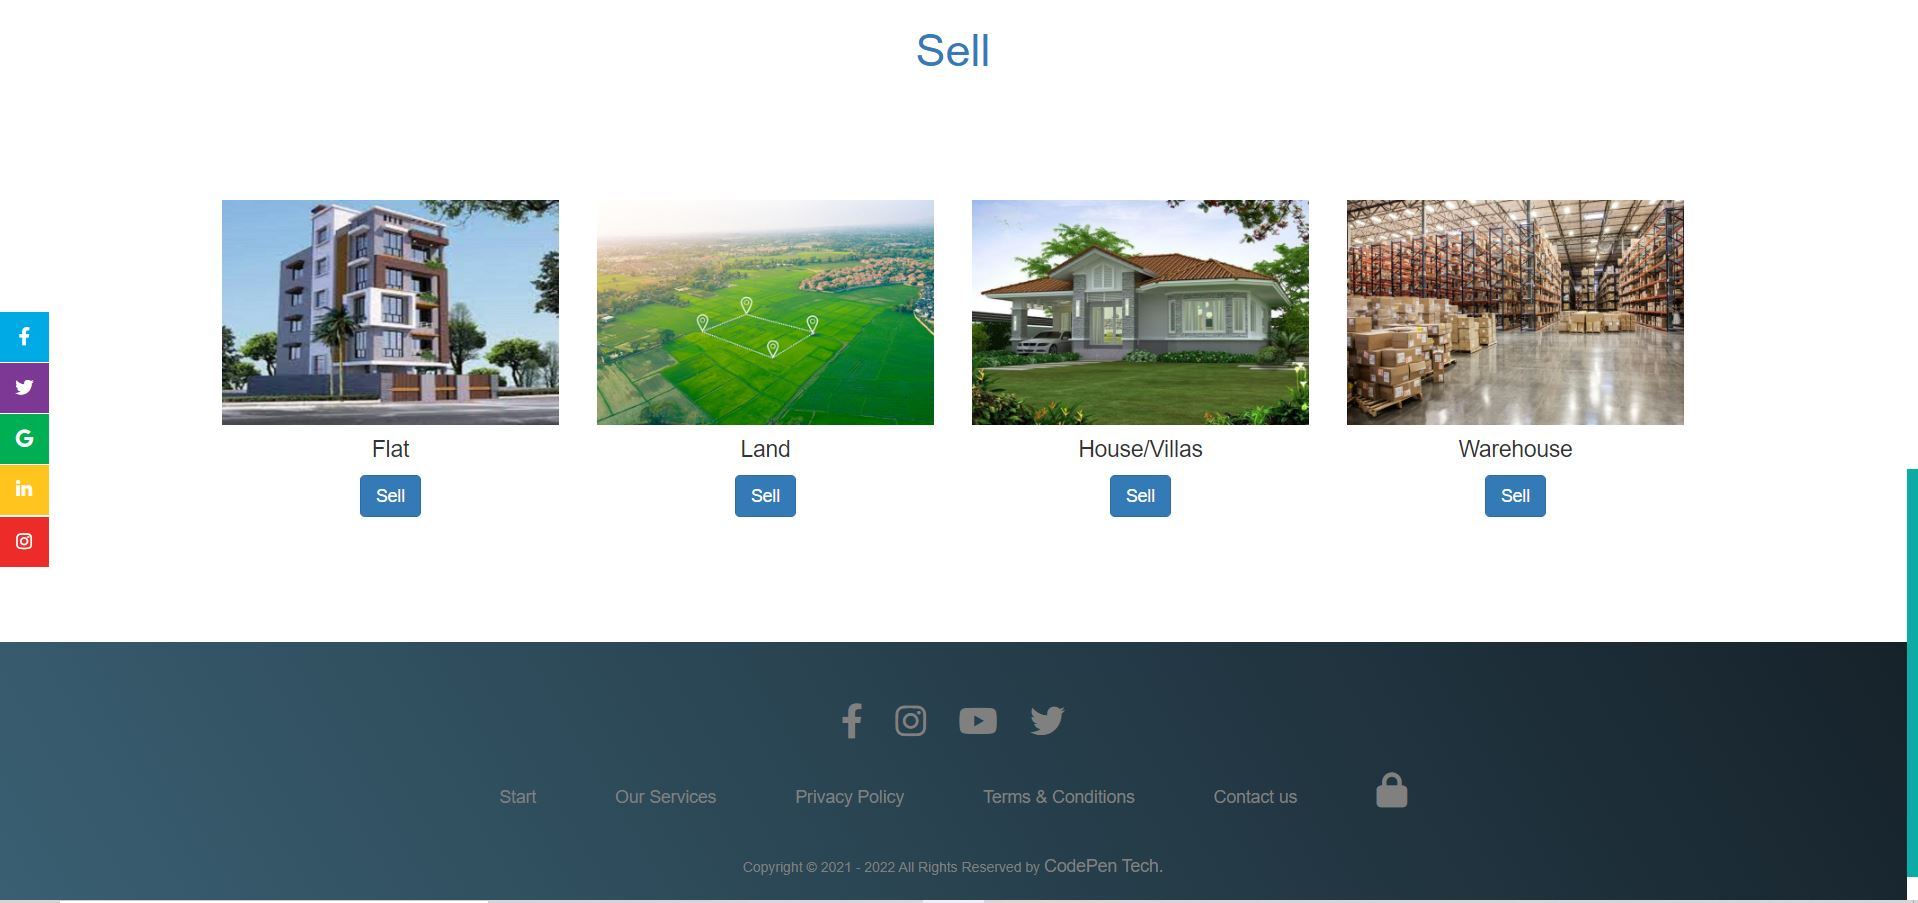 Sell
Flat Land House/Villas Warehouse
Sell Sell Sell Sell
Start Our Services Privacy Policy Terms & Conditions Contact us
Copyright © 2021 - 2022 All Rights Reserved by CodePen Tech.